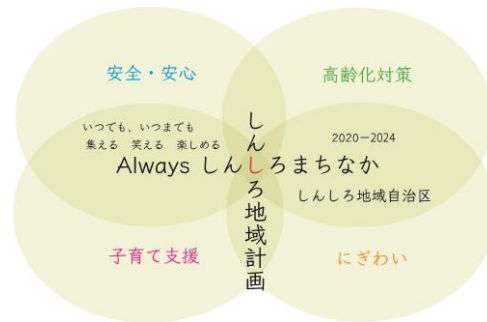 安全・安心
高齢化対策
いつても、いつまても
集える 笑える 楽しめる
2020-2024
Always しんしろまちなか
しんしろ地域自治区
しんしろ地域計画
子育て支援
にぎわい